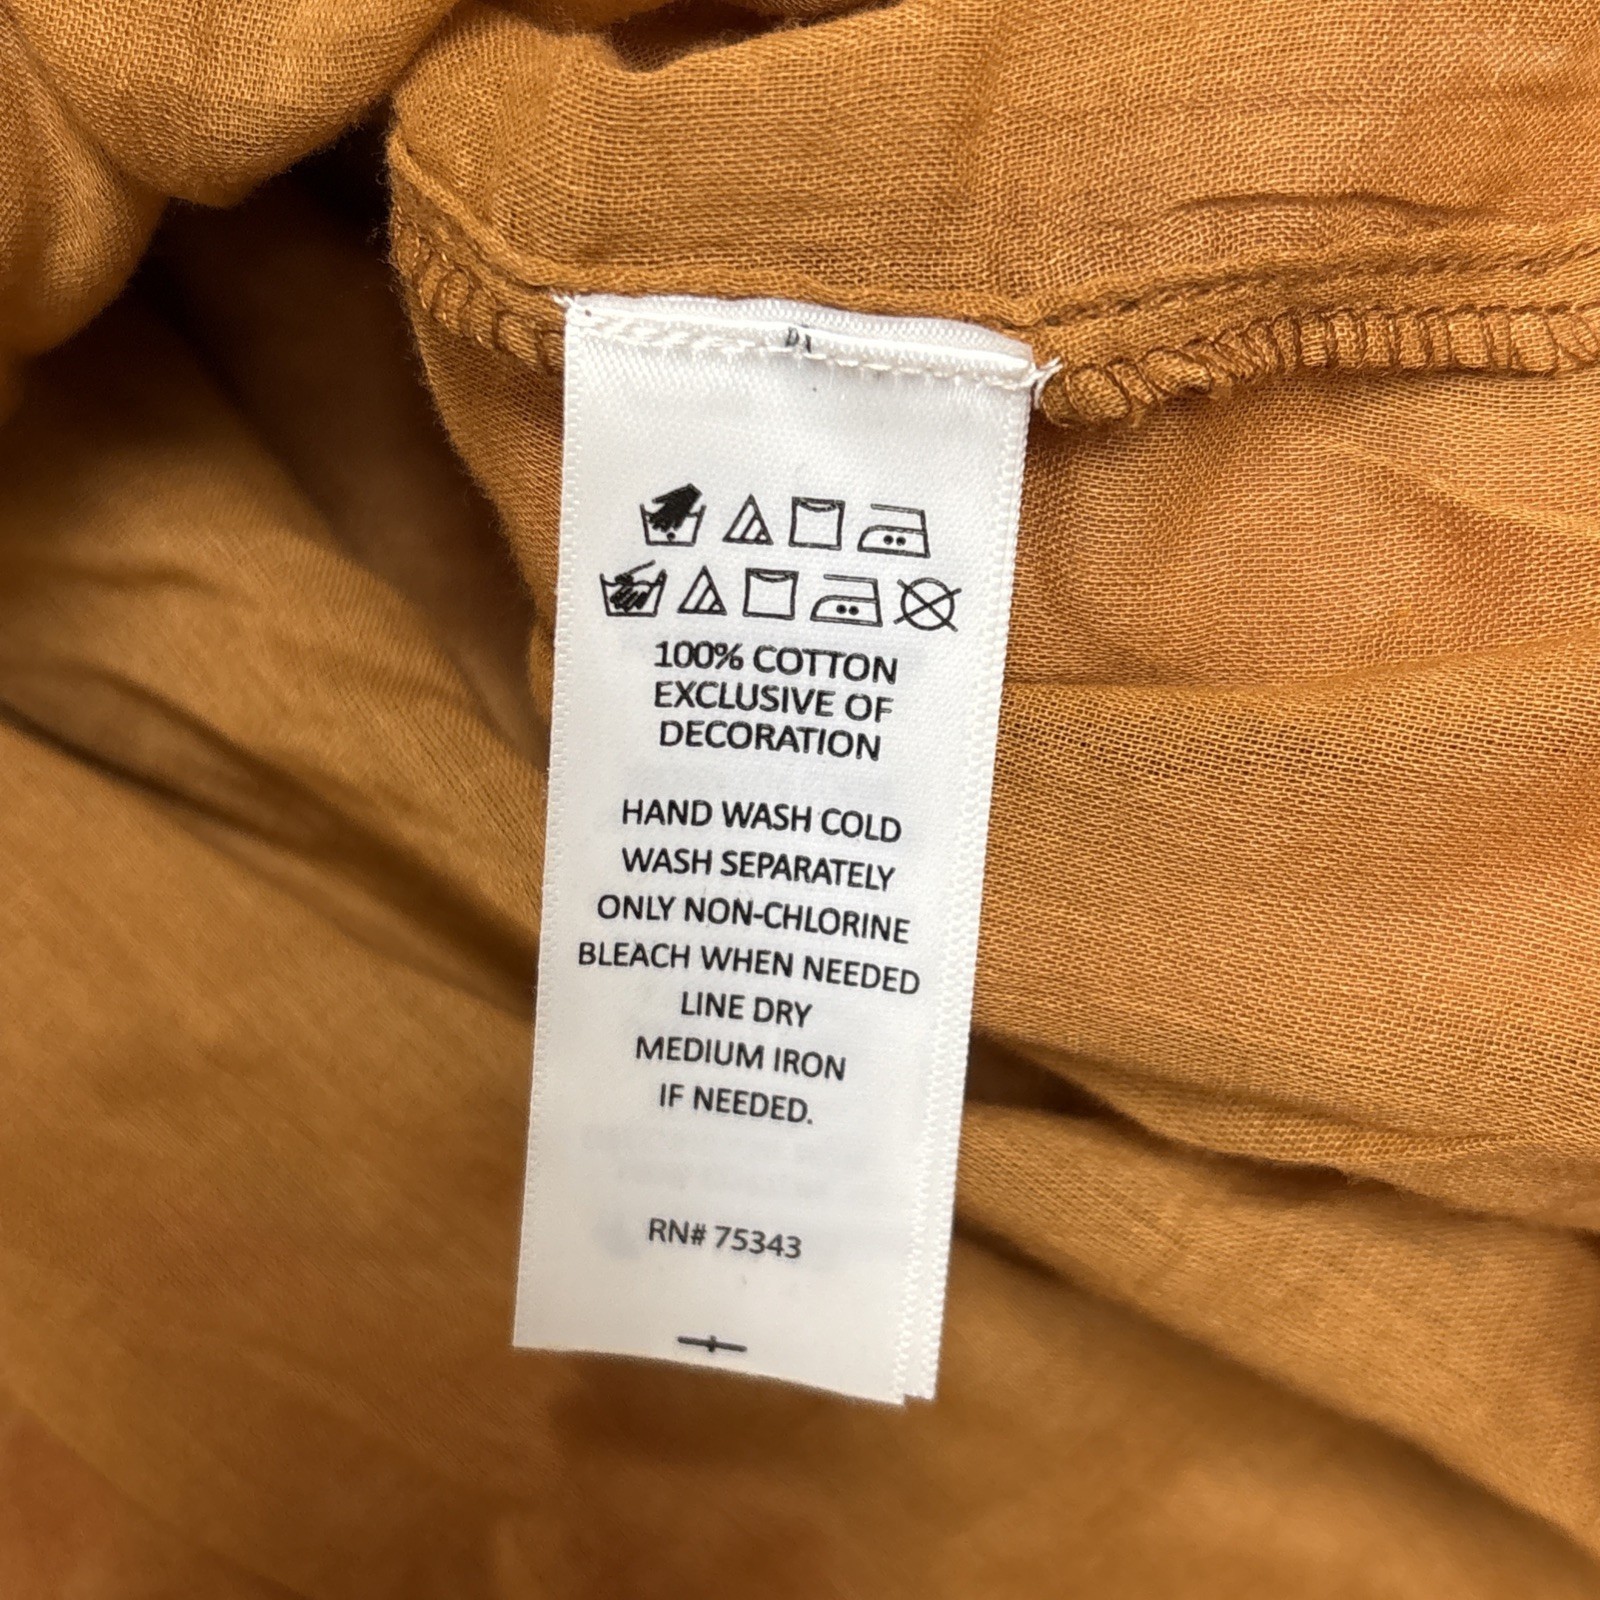 100% COTTON
EXCLUSIVE OF
DECORATION
HAND WASH COLD
WASH SEPARATELY
ONLY NON-CHLORINE
BLEACH WHEN NEEDED
LINE DRY
MEDIUM IRON
IF NEEDED.
RN# 75343